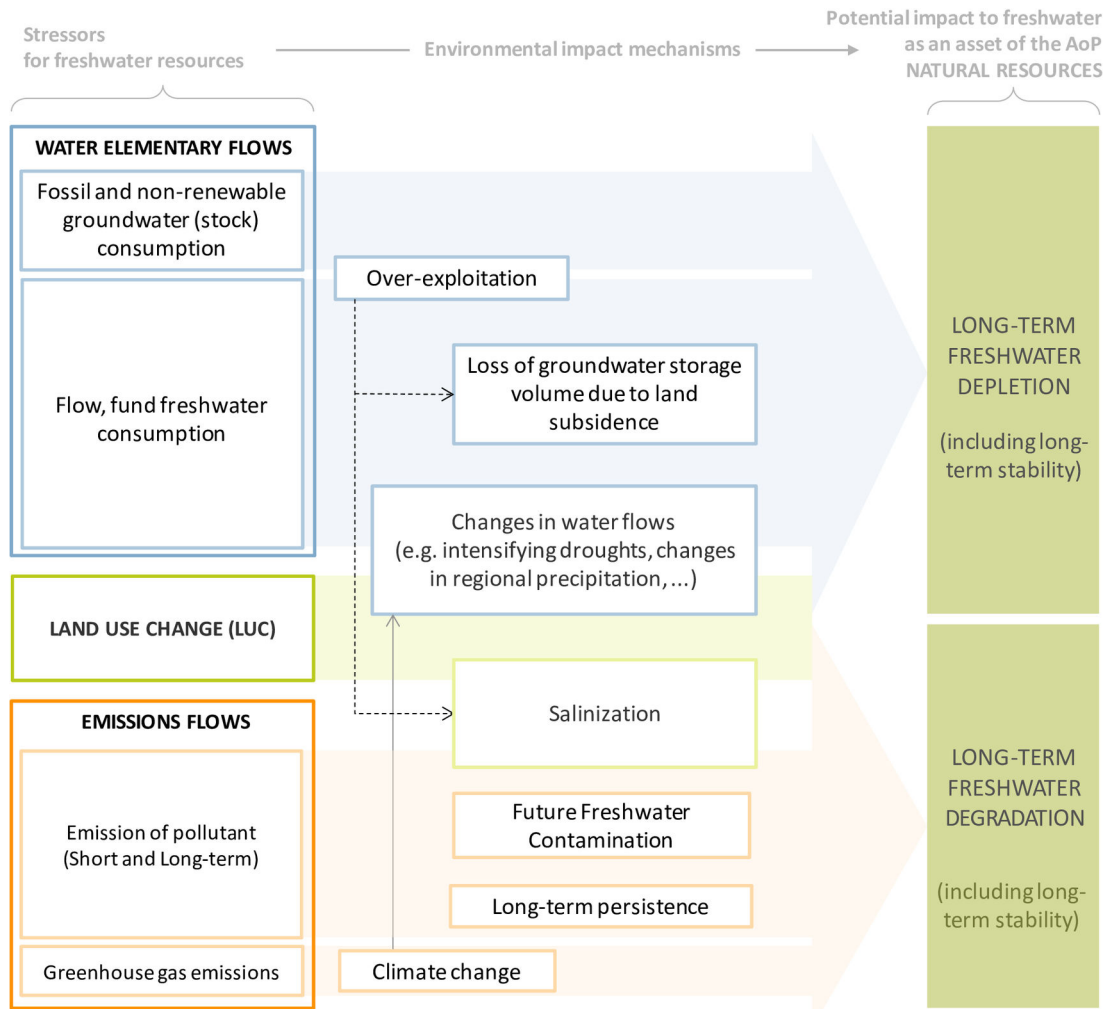 Stressors
for freshwater resources
Environmental impact mechanisms
Potential impact to freshwater
as an asset of the AoP
NATURAL RESOURCES
WATER ELEMENTARY FLOWS
Fossil and non-renewable
groundwater (stock)
consumption
Over-exploitation
Flow, fund freshwater
consumption
Loss of groundwater storage
volume due to land
subsidence
Changes in water flows
(e.g. intensifying droughts, changes
in regional precipitation, ...)
LONG-TERM
FRESHWATER
DEPLETION
(including long-
term stability)
LAND USE CHANGE (LUC)
Salinization
EMISSIONS FLOWS
Emission of pollutant
(Short and Long-term)
Future Freshwater
Contamination
Long-term persistence
Greenhouse gas emissions
Climate change
LONG-TERM
FRESHWATER
DEGRADATION
(including long-
term stability)